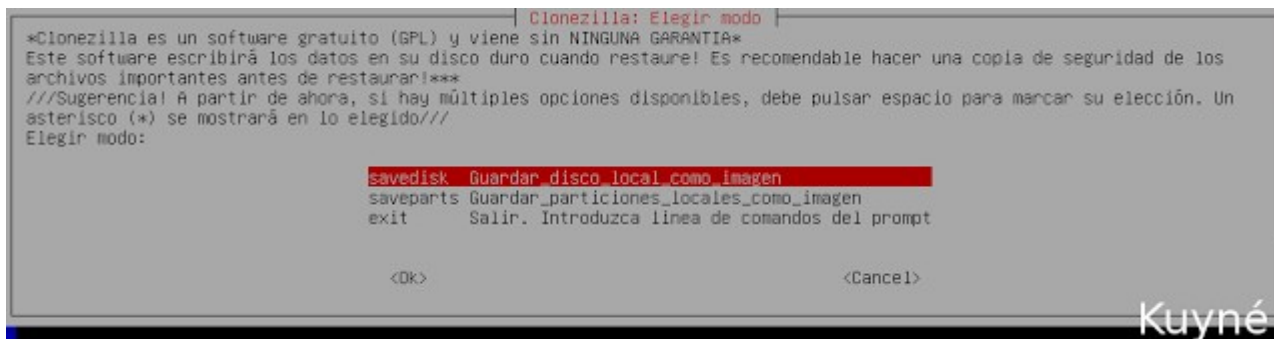 Clonezilla: Elegir modo
*Clonezilla es un software gratuito (GPL) y viene sin NINGUNA GARANTIA*
Este software escribirá los datos en su disco duro cuando restaure! Es recomendable hacer una copia de seguridad de los
archivos importantes antes de restaurar!***
///Sugerencia! A partir de ahora, si hay múltiples opciones disponibles, debe pulsar espacio para marcar su elección. Un
asterisco (*) se mostrará en lo elegido///
Elegir modo:
savedisk Guardar_disco_local_como_imagen
saveparts Guardar_particiones_locales_como_imagen
exit Salir. Introduzca linea de comandos del prompt
<Ok> <Cancel>
Kuyné